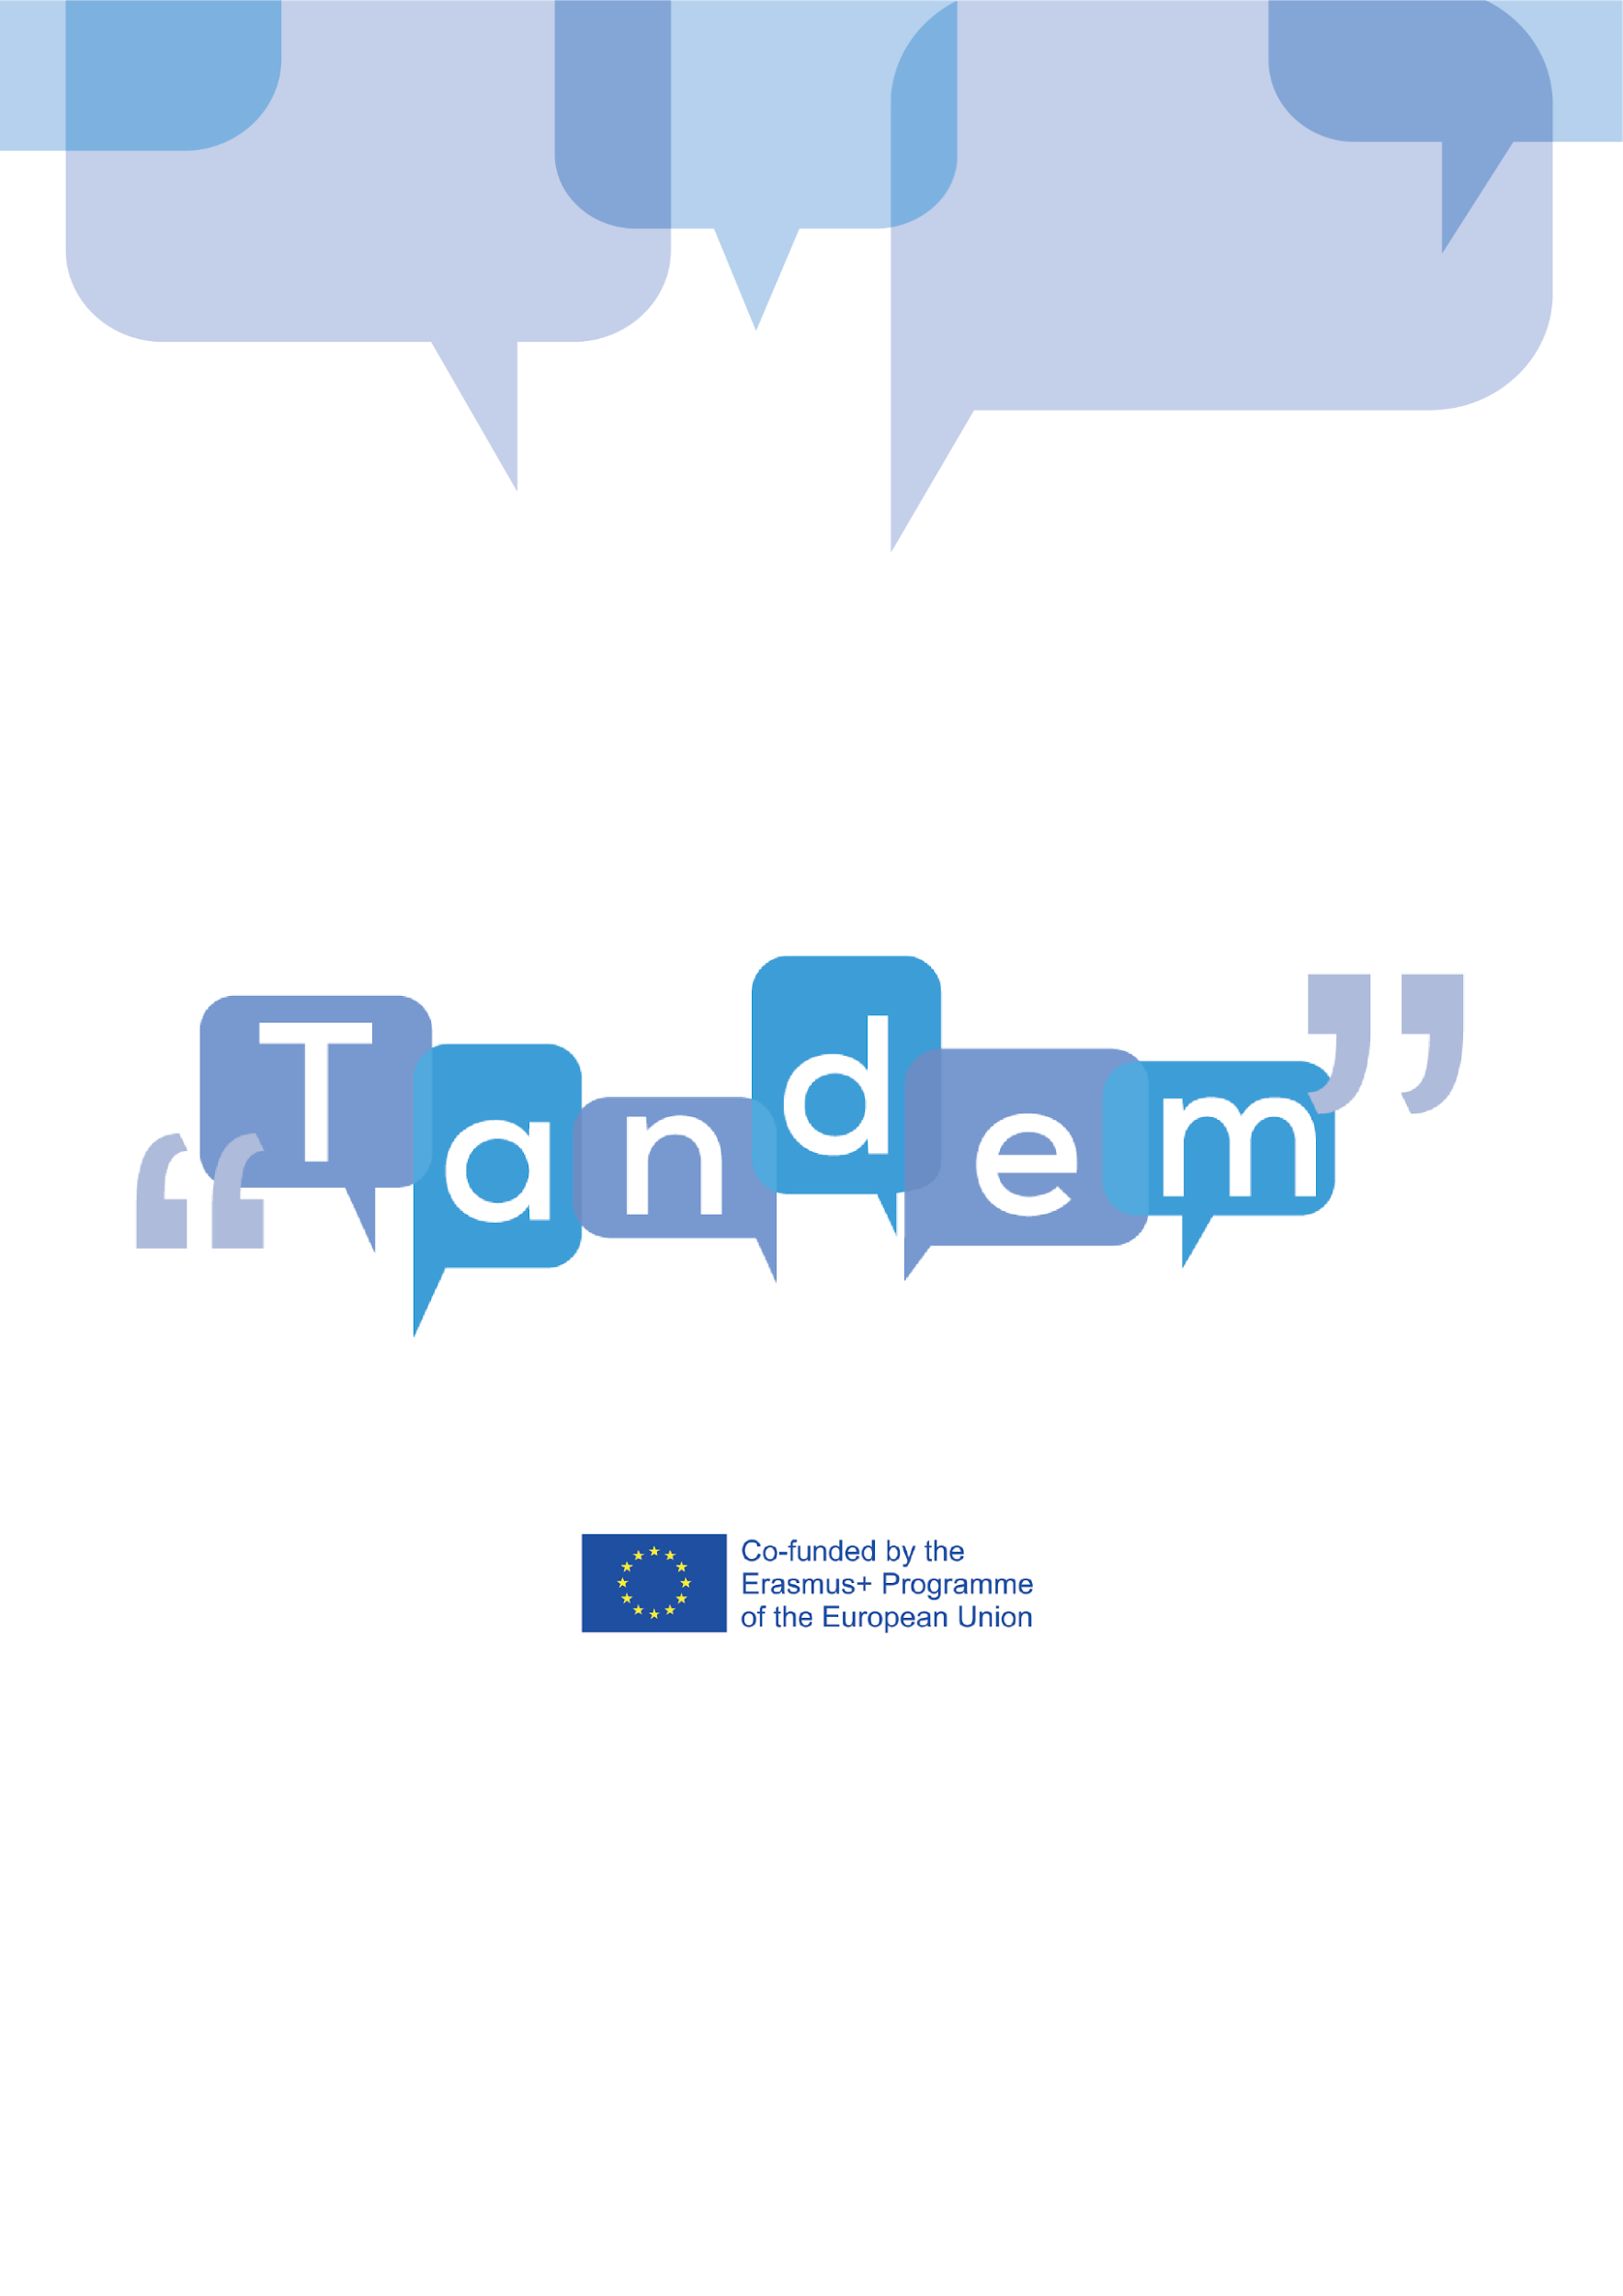 “Tandem”
Co-funded by the
Erasmus+ Programme
of the European Union